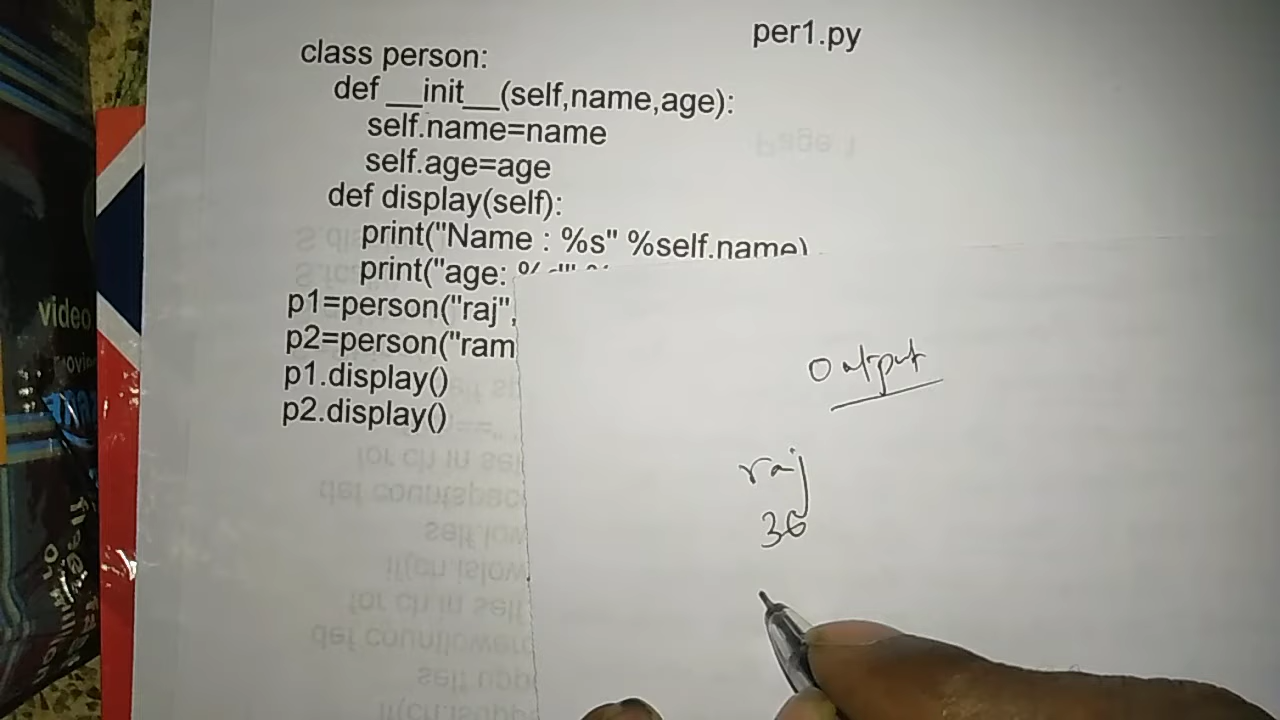 per1.py
class person:
def __init__(self,name,age):
self.name=name
self.age=age
def display(self):
print("Name : %s" %self.name)
print("age:
p1=person("raj",
p2=person("ram
p1.display()
p2.display()
Output
raj
36
video
Page 1